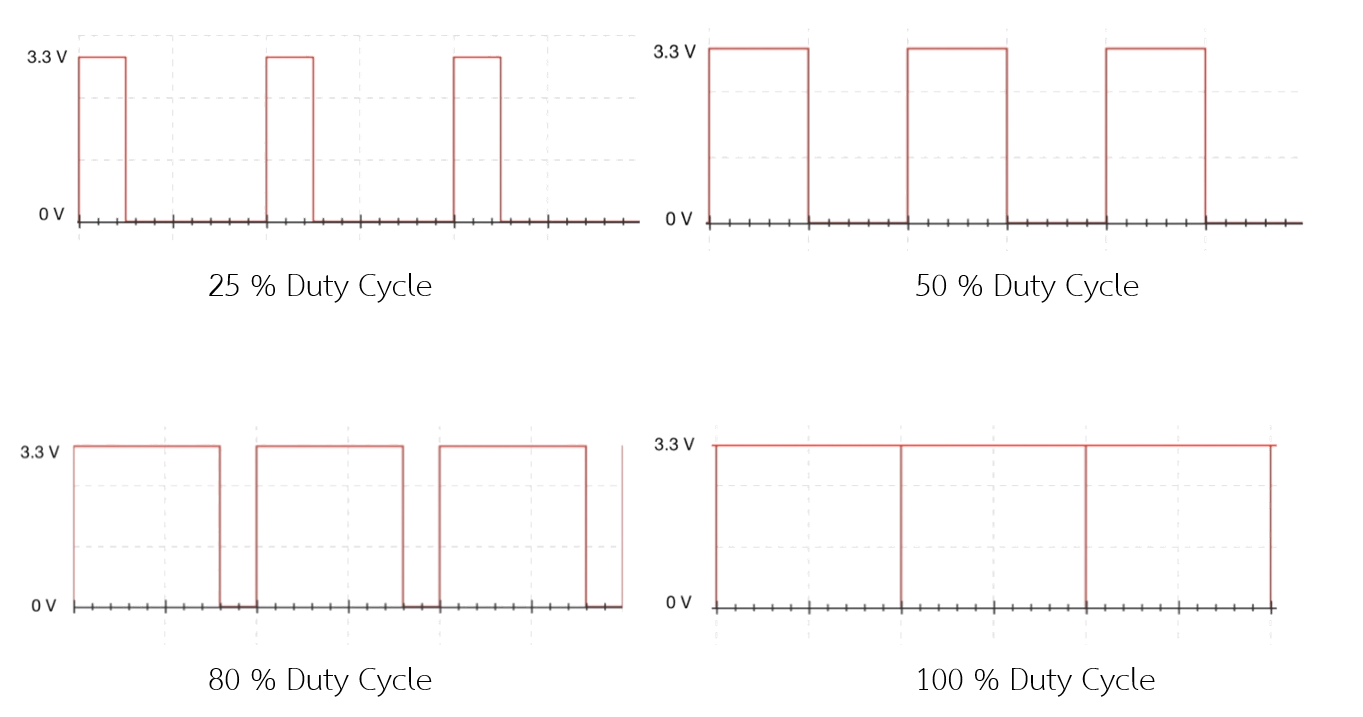 3.3 V
0 V
25 % Duty Cycle
3.3 V
0 V
50 % Duty Cycle
3.3 V
0 V
80 % Duty Cycle
3.3 V
0 V
100 % Duty Cycle